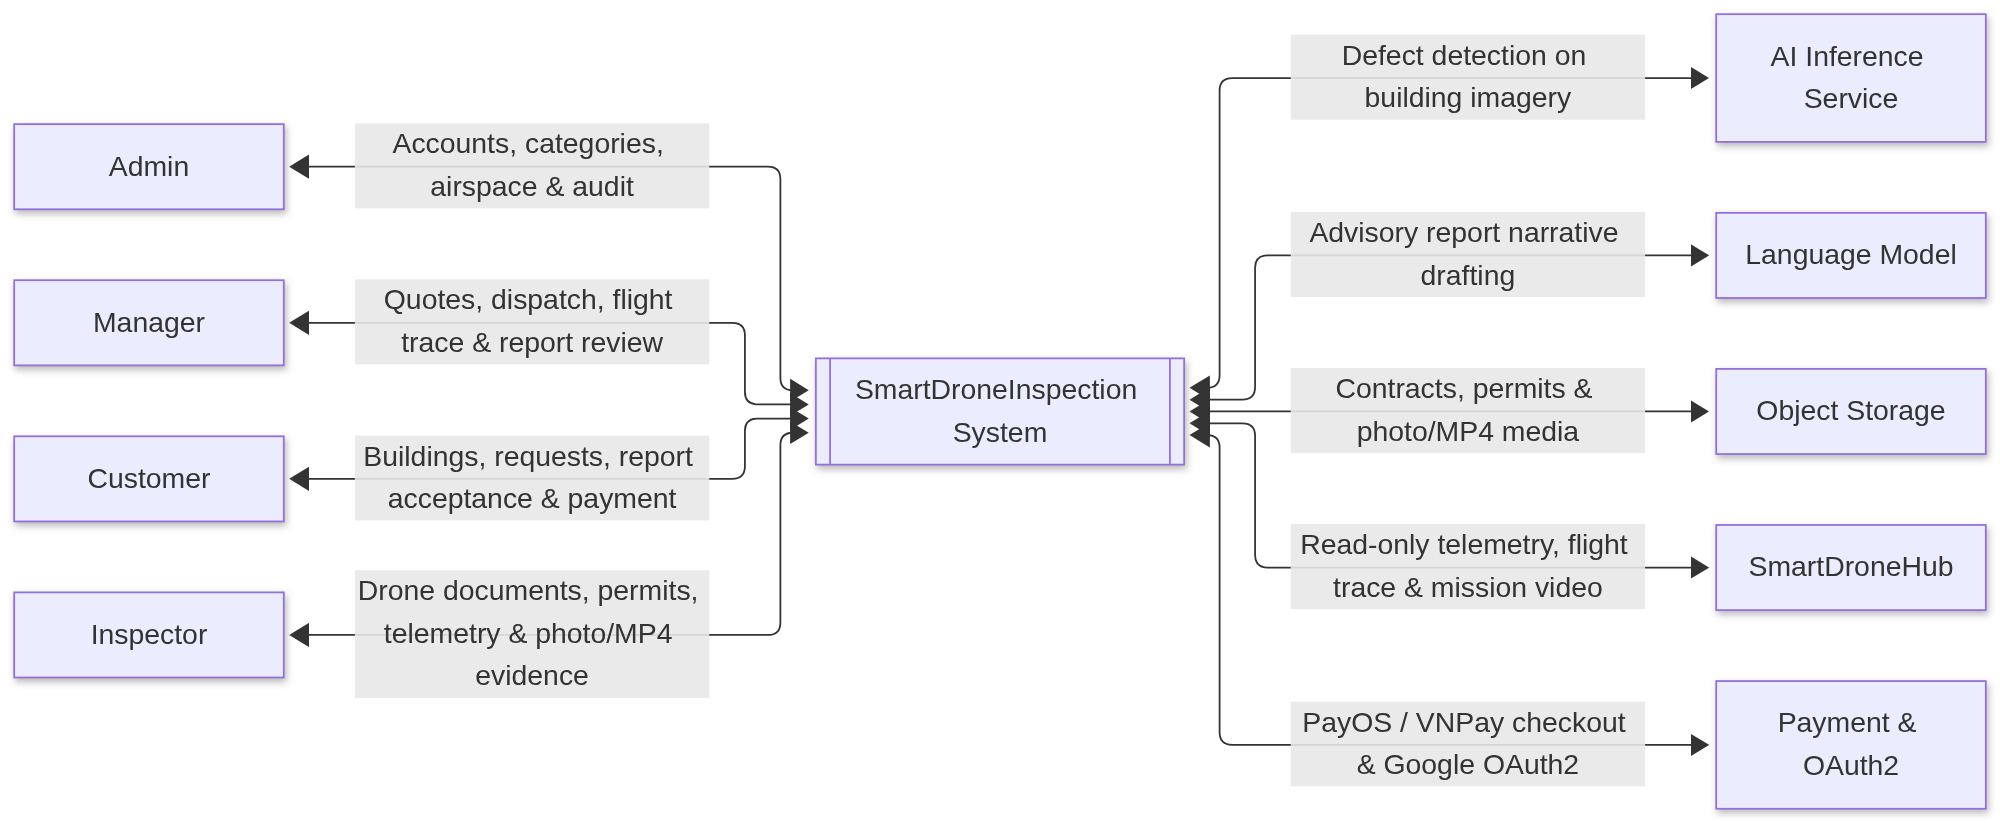 Admin
Accounts, categories,
airspace & audit
Manager
Quotes, dispatch, flight
trace & report review
Customer
Buildings, requests, report
acceptance & payment
Inspector
Drone documents, permits,
telemetry & photo/MP4
evidence
SmartDroneInspection
System
Defect detection on
building imagery
AI Inference
Service
Advisory report narrative
drafting
Language Model
Contracts, permits &
photo/MP4 media
Object Storage
Read-only telemetry, flight
trace & mission video
SmartDroneHub
PayOS / VNPay checkout
& Google OAuth2
Payment &
OAuth2